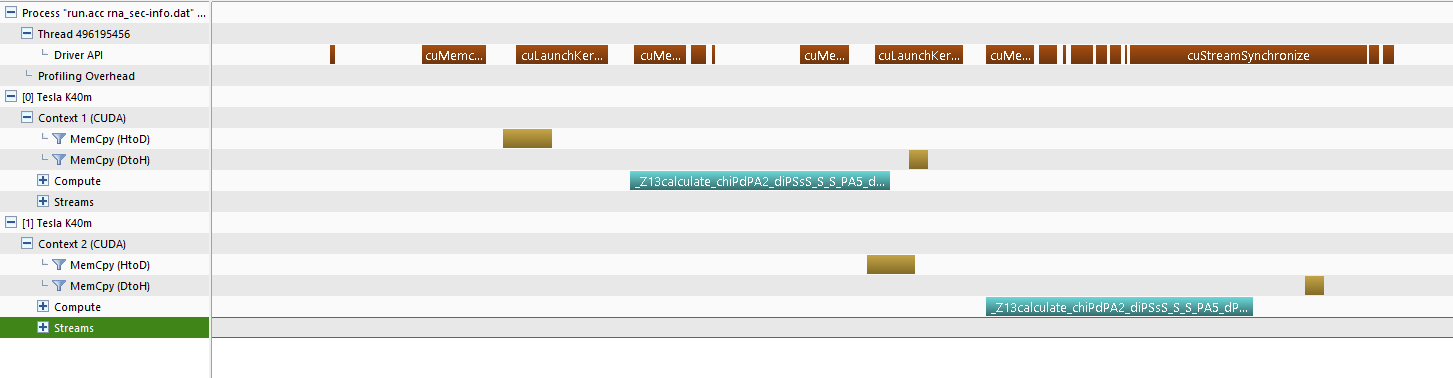 Process "run.acc rna_sec-info.dat" ...
Thread 496195456
Driver API
cuMemc...
cuLaunchKer...
cuMe...
cuMe...
cuLaunchKer...
cuMe...
cuStreamSynchronize
Profiling Overhead
[0] Tesla K40m
Context 1 (CUDA)
MemCpy (HtoD)
MemCpy (DtoH)
Compute
_Z13calculate_chiPdPA2_diPSsS_S_S_PA5_d...
Streams
[1] Tesla K40m
Context 2 (CUDA)
MemCpy (HtoD)
MemCpy (DtoH)
Compute
_Z13calculate_chiPdPA2_diPSsS_S_S_PA5_dP...
Streams